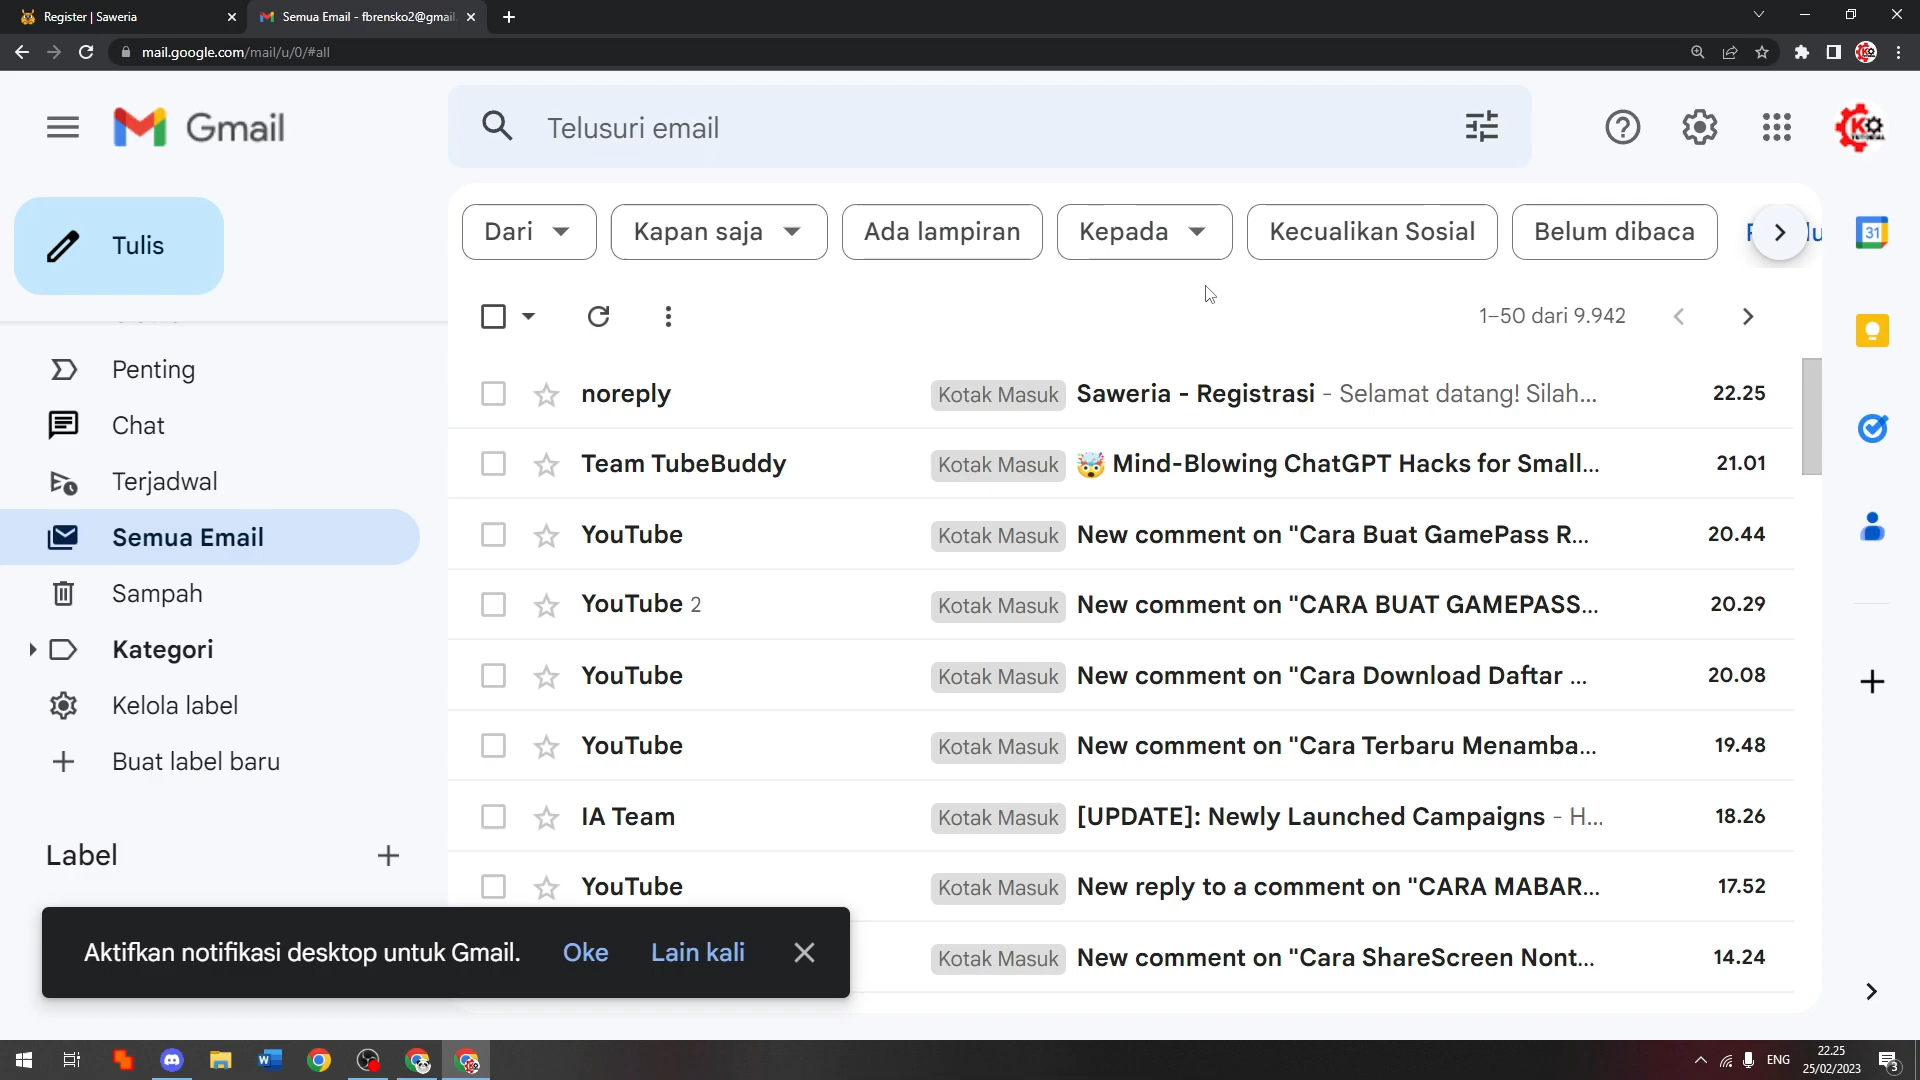 Register | Saweria
Semua Email - fbrensko2@gmail.
mail.google.com/mail/u/0/#all
Gmail
Telusuri email
Tulis
Dari
Kapan saja
Ada lampiran
Kepada
Kecualikan Sosial
Belum dibaca
31
1–50 dari 9.942
Penting
Chat
Terjadwal
Semua Email
Sampah
Kategori
Kelola label
Buat label baru
Label
noreply Kotak Masuk Saweria - Registrasi - Selamat datang! Silah... 22.25
Team TubeBuddy Kotak Masuk 🤯 Mind-Blowing ChatGPT Hacks for Small... 21.01
YouTube Kotak Masuk New comment on "Cara Buat GamePass R... 20.44
YouTube 2 Kotak Masuk New comment on "CARA BUAT GAMEPASS... 20.29
YouTube Kotak Masuk New comment on "Cara Download Daftar ... 20.08
YouTube Kotak Masuk New comment on "Cara Terbaru Menamba... 19.48
IA Team Kotak Masuk [UPDATE]: Newly Launched Campaigns - H... 18.26
YouTube Kotak Masuk New reply to a comment on "CARA MABAR... 17.52
Kotak Masuk New comment on "Cara ShareScreen Nont... 14.24
Aktifkan notifikasi desktop untuk Gmail. Oke Lain kali
ENG
22.25
25/02/2023
3